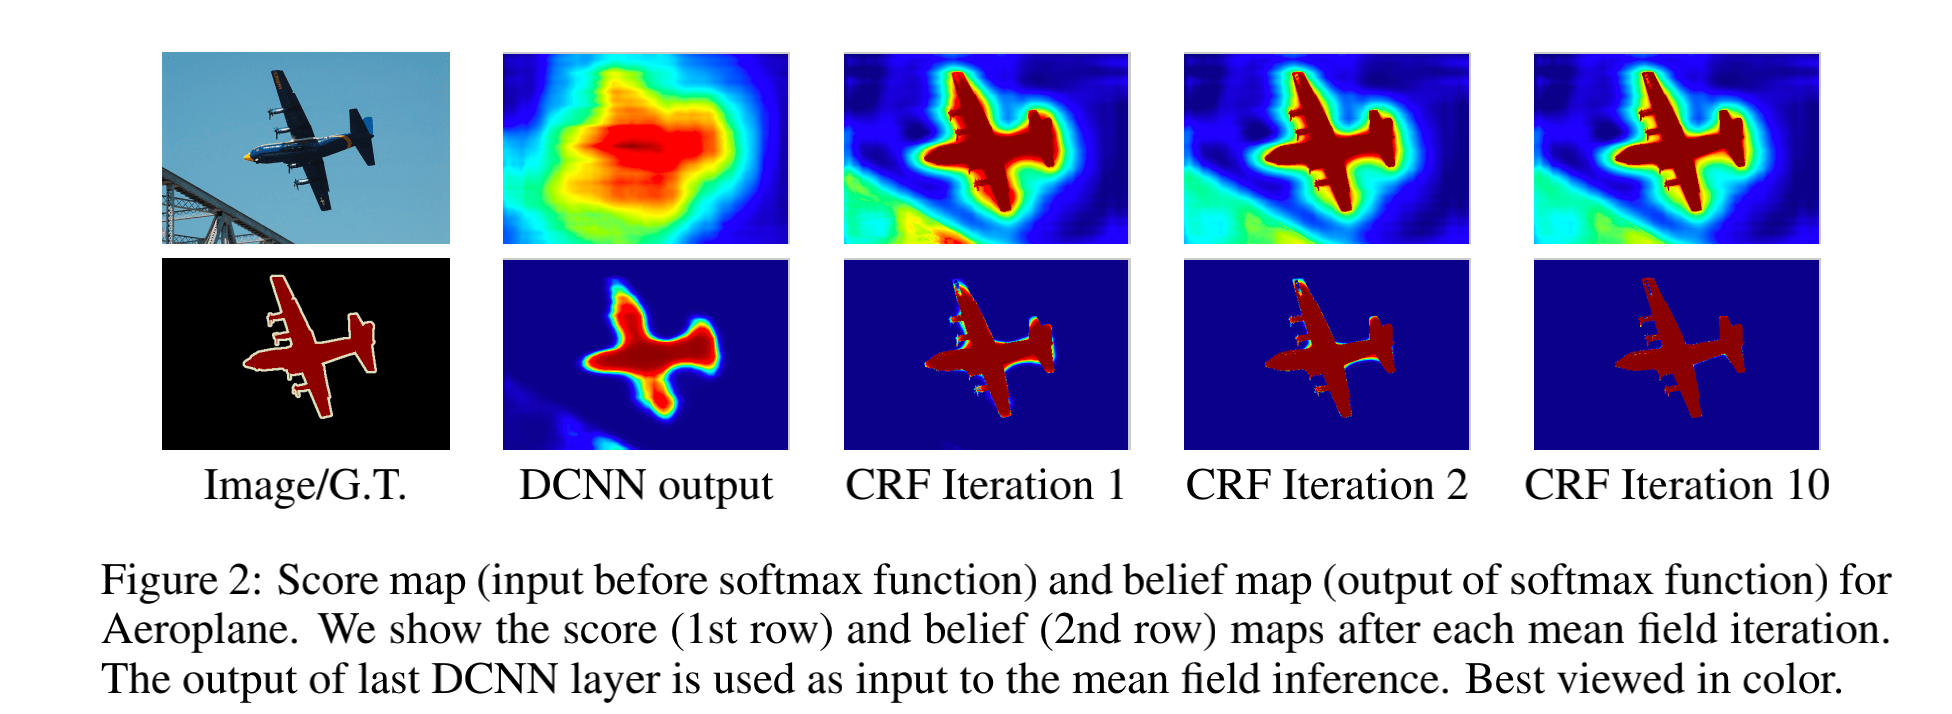 Image/G.T.
DCNN output
CRF Iteration 1
CRF Iteration 2
CRF Iteration 10
Figure 2: Score map (input before softmax function) and belief map (output of softmax function) for
Aeroplane. We show the score (1st row) and belief (2nd row) maps after each mean field iteration.
The output of last DCNN layer is used as input to the mean field inference. Best viewed in color.